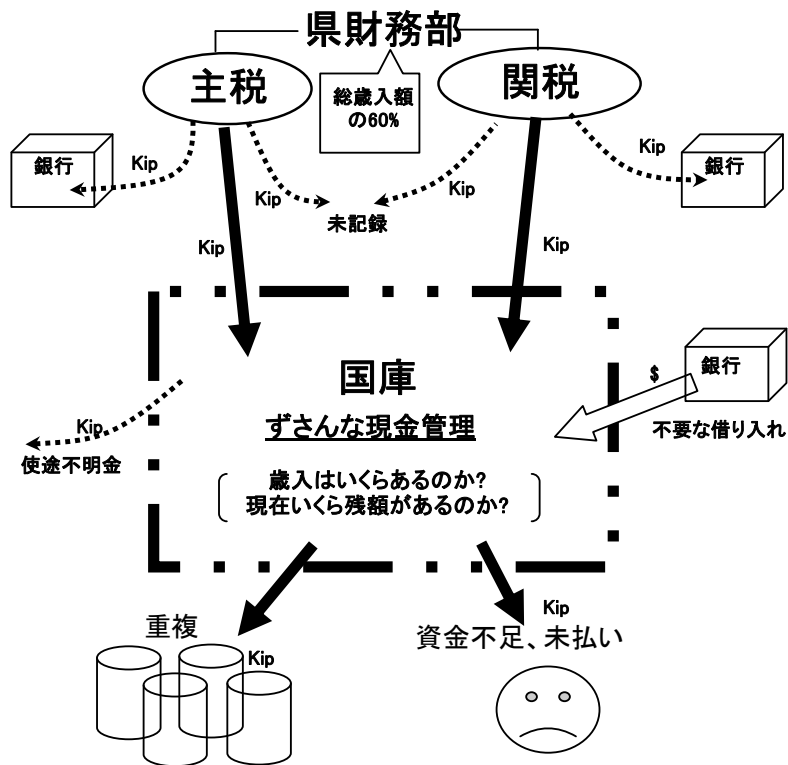 県財務部
主税
関税
総歳入額
の60%
銀行
Kip
Kip
Kip
Kip
銀行
未記録
Kip
Kip
国庫
ずさんな現金管理
歳入はいくらあるのか?
現在いくら残額があるのか?
銀行
$
不要な借り入れ
Kip
使途不明金
重複
Kip
Kip
資金不足、未払い